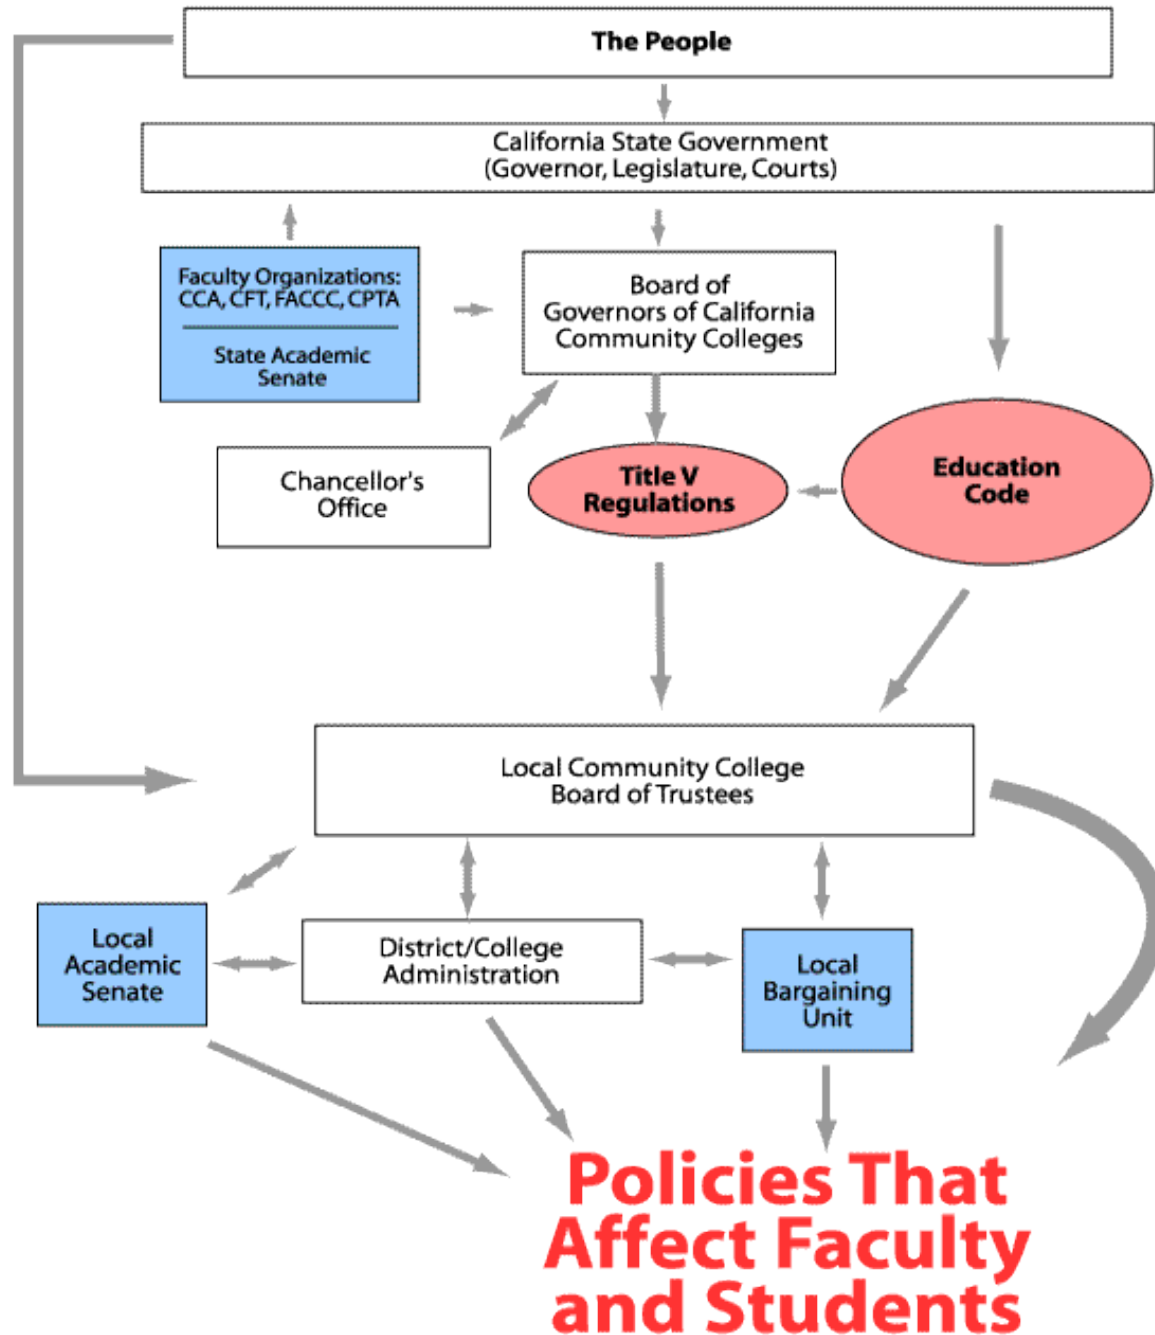 The People
California State Government
(Governor, Legislature, Courts)
Faculty Organizations:
CCA, CFT, FACCC, CPTA
State Academic
Senate
Board of
Governors of California
Community Colleges
Chancellor's
Office
Title V
Regulations
Education
Code
Local Community College
Board of Trustees
Local
Academic
Senate
District/College
Administration
Local
Bargaining
Unit
Policies That
Affect Faculty
and Students